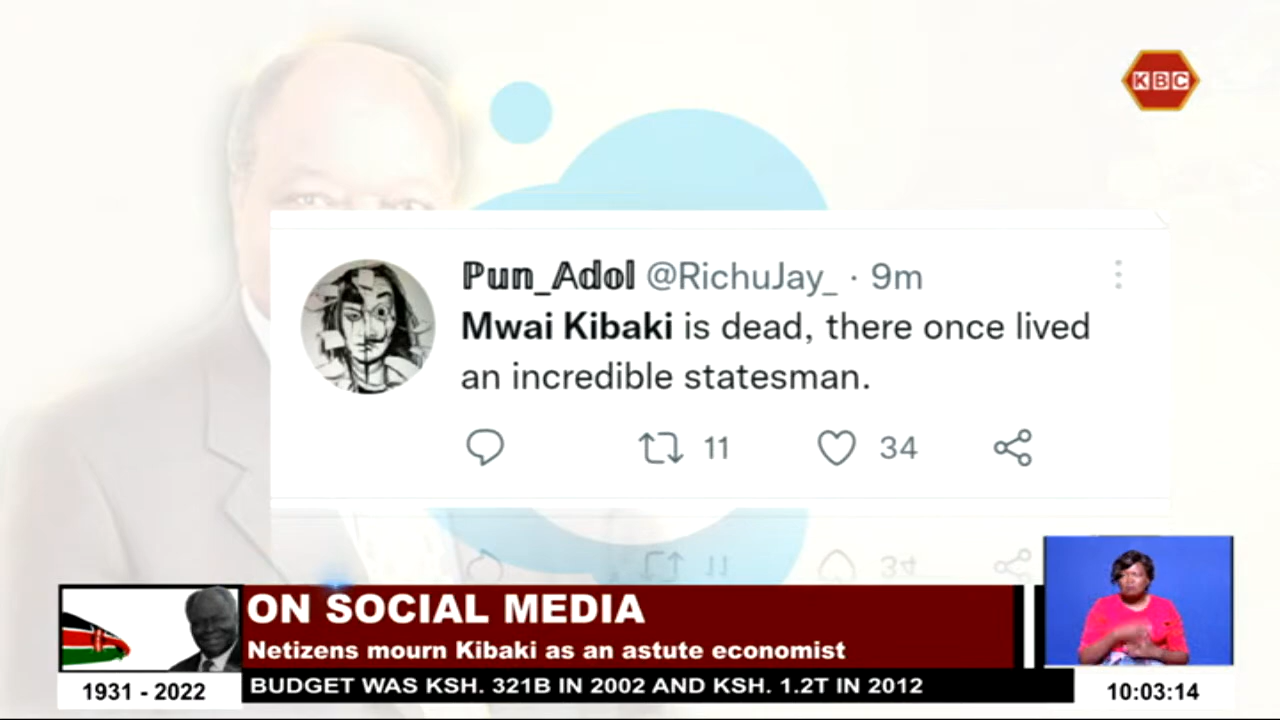 KBC
Pun_Adol @RichuJay_ · 9m
Mwai Kibaki is dead, there once lived
an incredible statesman.
11 34
11 34
ON SOCIAL MEDIA
Netizens mourn Kibaki as an astute economist
1931 - 2022
BUDGET WAS KSH. 321B IN 2002 AND KSH. 1.2T IN 2012
10:03:14